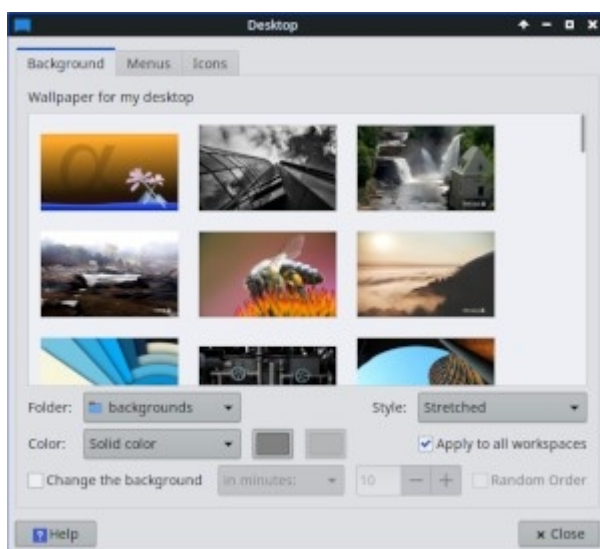 Desktop
Background Menus Icons
Wallpaper for my desktop
α
Folder: backgrounds Style: Stretched
Color: Solid color Apply to all workspaces
Change the background in minutes: 10 Random Order
Help Close